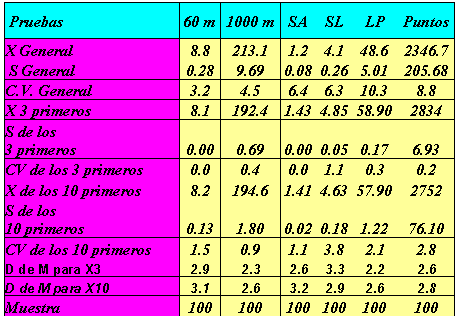 Pruebas 60 m 1000 m SA SL LP Puntos
X General 8.8 213.1 1.2 4.1 48.6 2346.7
S General 0.28 9.69 0.08 0.26 5.01 205.68
C.V. General 3.2 4.5 6.4 6.3 10.3 8.8
X 3 primeros 8.1 192.4 1.43 4.85 58.90 2834
S de los
3 primeros 0.00 0.69 0.00 0.05 0.17 6.93
CV de los 3 primeros 0.0 0.4 0.0 1.1 0.3 0.2
X de los 10 primeros 8.2 194.6 1.41 4.63 57.90 2752
S de los
10 primeros 0.13 1.80 0.02 0.18 1.22 76.10
CV de los 10 primeros 1.5 0.9 1.1 3.8 2.1 2.8
D de M para X3 2.9 2.3 2.6 3.3 2.2 2.6
D de M para X10 3.1 2.6 3.2 2.9 2.6 2.8
Muestra 100 100 100 100 100 100